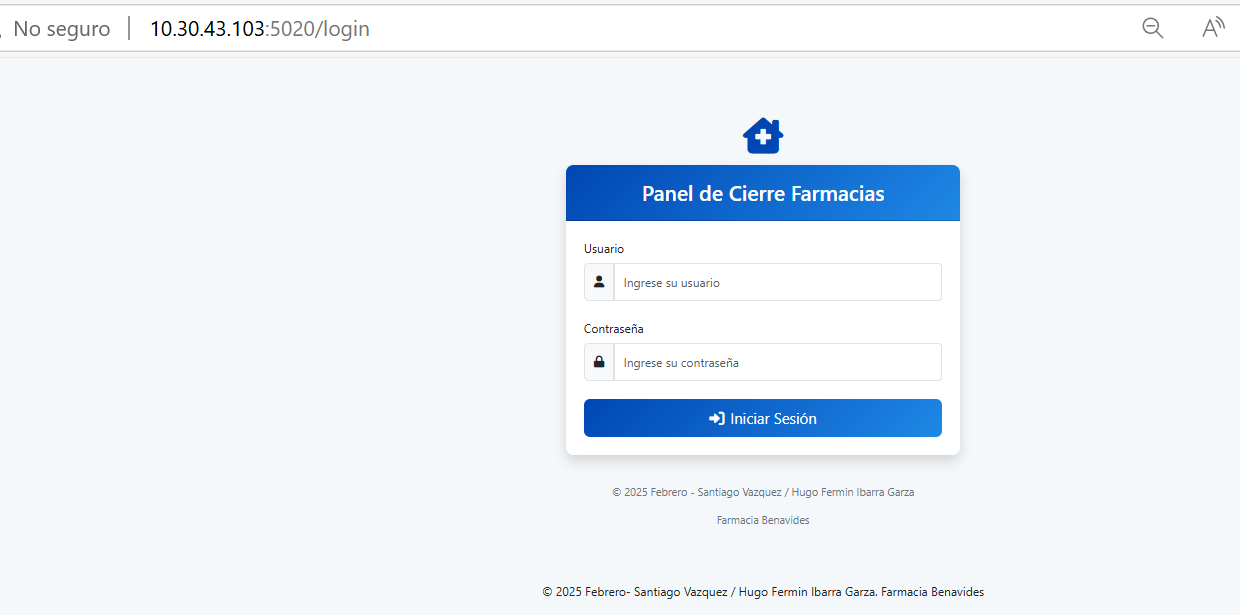 No seguro | 10.30.43.103:5020/login
Panel de Cierre Farmacias
Usuario
Ingrese su usuario
Contraseña
Ingrese su contraseña
Iniciar Sesión
© 2025 Febrero - Santiago Vazquez / Hugo Fermin Ibarra Garza
Farmacia Benavides
© 2025 Febrero- Santiago Vazquez / Hugo Fermin Ibarra Garza. Farmacia Benavides